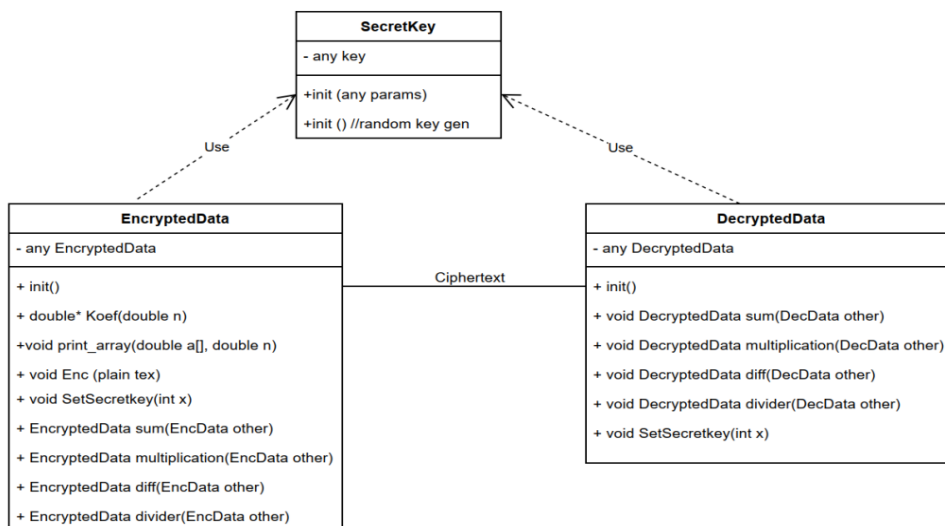 SecretKey
- any key
+init (any params)
+init () //random key gen
Use
Use
EncryptedData
- any EncryptedData
+ init()
+ double* Koef(double n)
+void print_array(double a[], double n)
+ void Enc (plain tex)
+ void SetSecretkey(int x)
+ EncryptedData sum(EncData other)
+ EncryptedData multiplication(EncData other)
+ EncryptedData diff(EncData other)
+ EncryptedData divider(EncData other)
Ciphertext
DecryptedData
- any DecryptedData
+ init()
+ void DecryptedData sum(DecData other)
+ void DecryptedData multiplication(DecData other)
+ void DecryptedData diff(DecData other)
+ void DecryptedData divider(DecData other)
+ void SetSecretkey(int x)